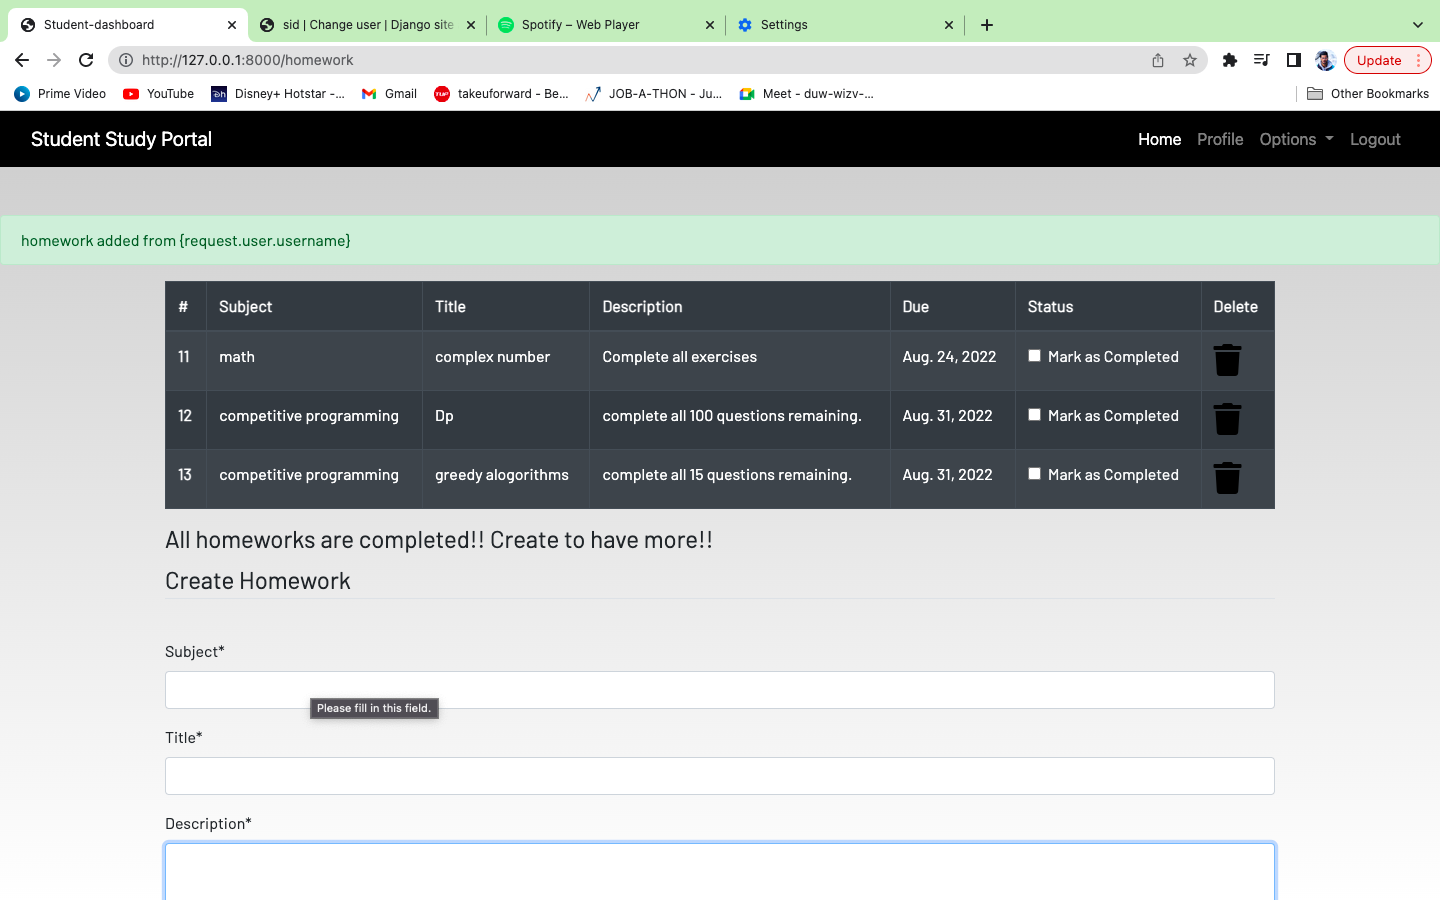 Student-dashboard
sid | Change user | Django site
Spotify – Web Player
Settings
http://127.0.0.1:8000/homework
Update
Prime Video
YouTube
Disney+ Hotstar -...
Gmail
takeuforward - Be...
JOB-A-THON - Ju...
Meet - duw-wizv-...
Other Bookmarks
Student Study Portal
Home Profile Options Logout
homework added from {request.user.username}
# Subject Title Description Due Status Delete
11 math complex number Complete all exercises Aug. 24, 2022 Mark as Completed
12 competitive programming Dp complete all 100 questions remaining. Aug. 31, 2022 Mark as Completed
13 competitive programming greedy alogorithms complete all 15 questions remaining. Aug. 31, 2022 Mark as Completed
All homeworks are completed!! Create to have more!!
Create Homework
Subject*
Please fill in this field.
Title*
Description*